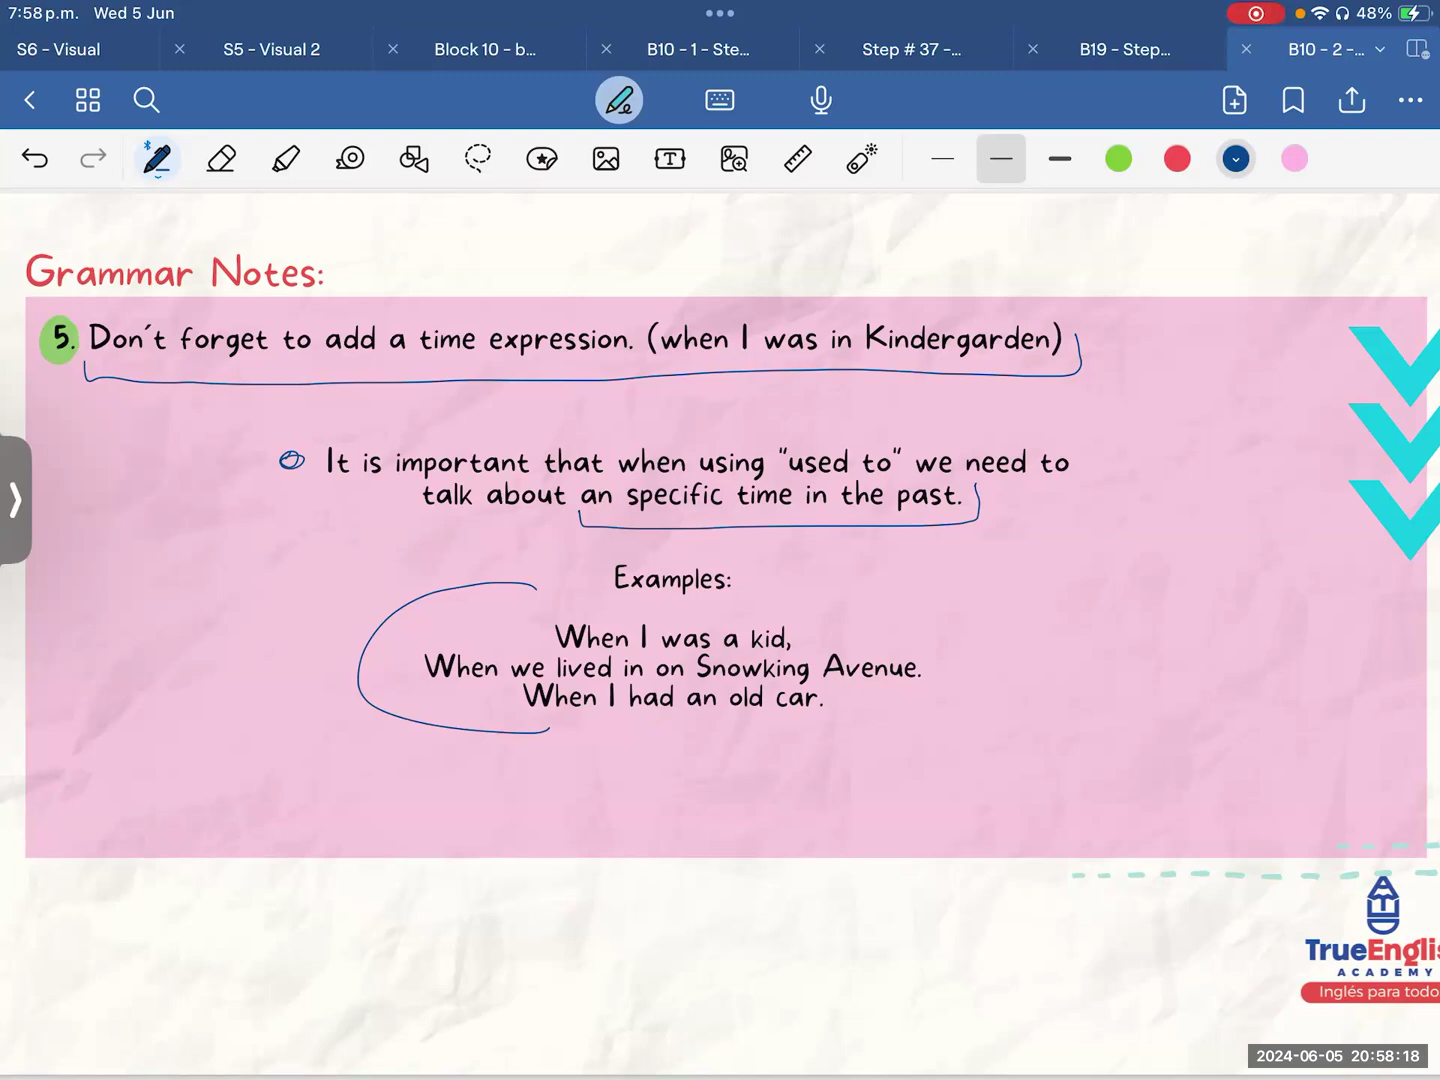 7:58 p.m. Wed 5 Jun
48%
S6 - Visual
S5 - Visual 2
Block 10 - b...
B10 - 1 - Ste...
Step # 37 -...
B19 - Step...
B10 - 2 -...
Grammar Notes:
5. Don´t forget to add a time expression. (when I was in Kindergarden)
It is important that when using "used to" we need to
talk about an specific time in the past.
Examples:
When I was a kid,
When we lived in on Snowking Avenue.
When I had an old car.
TrueEnglis
ACADEMY
Inglés para todo
2024-06-05 20:58:18